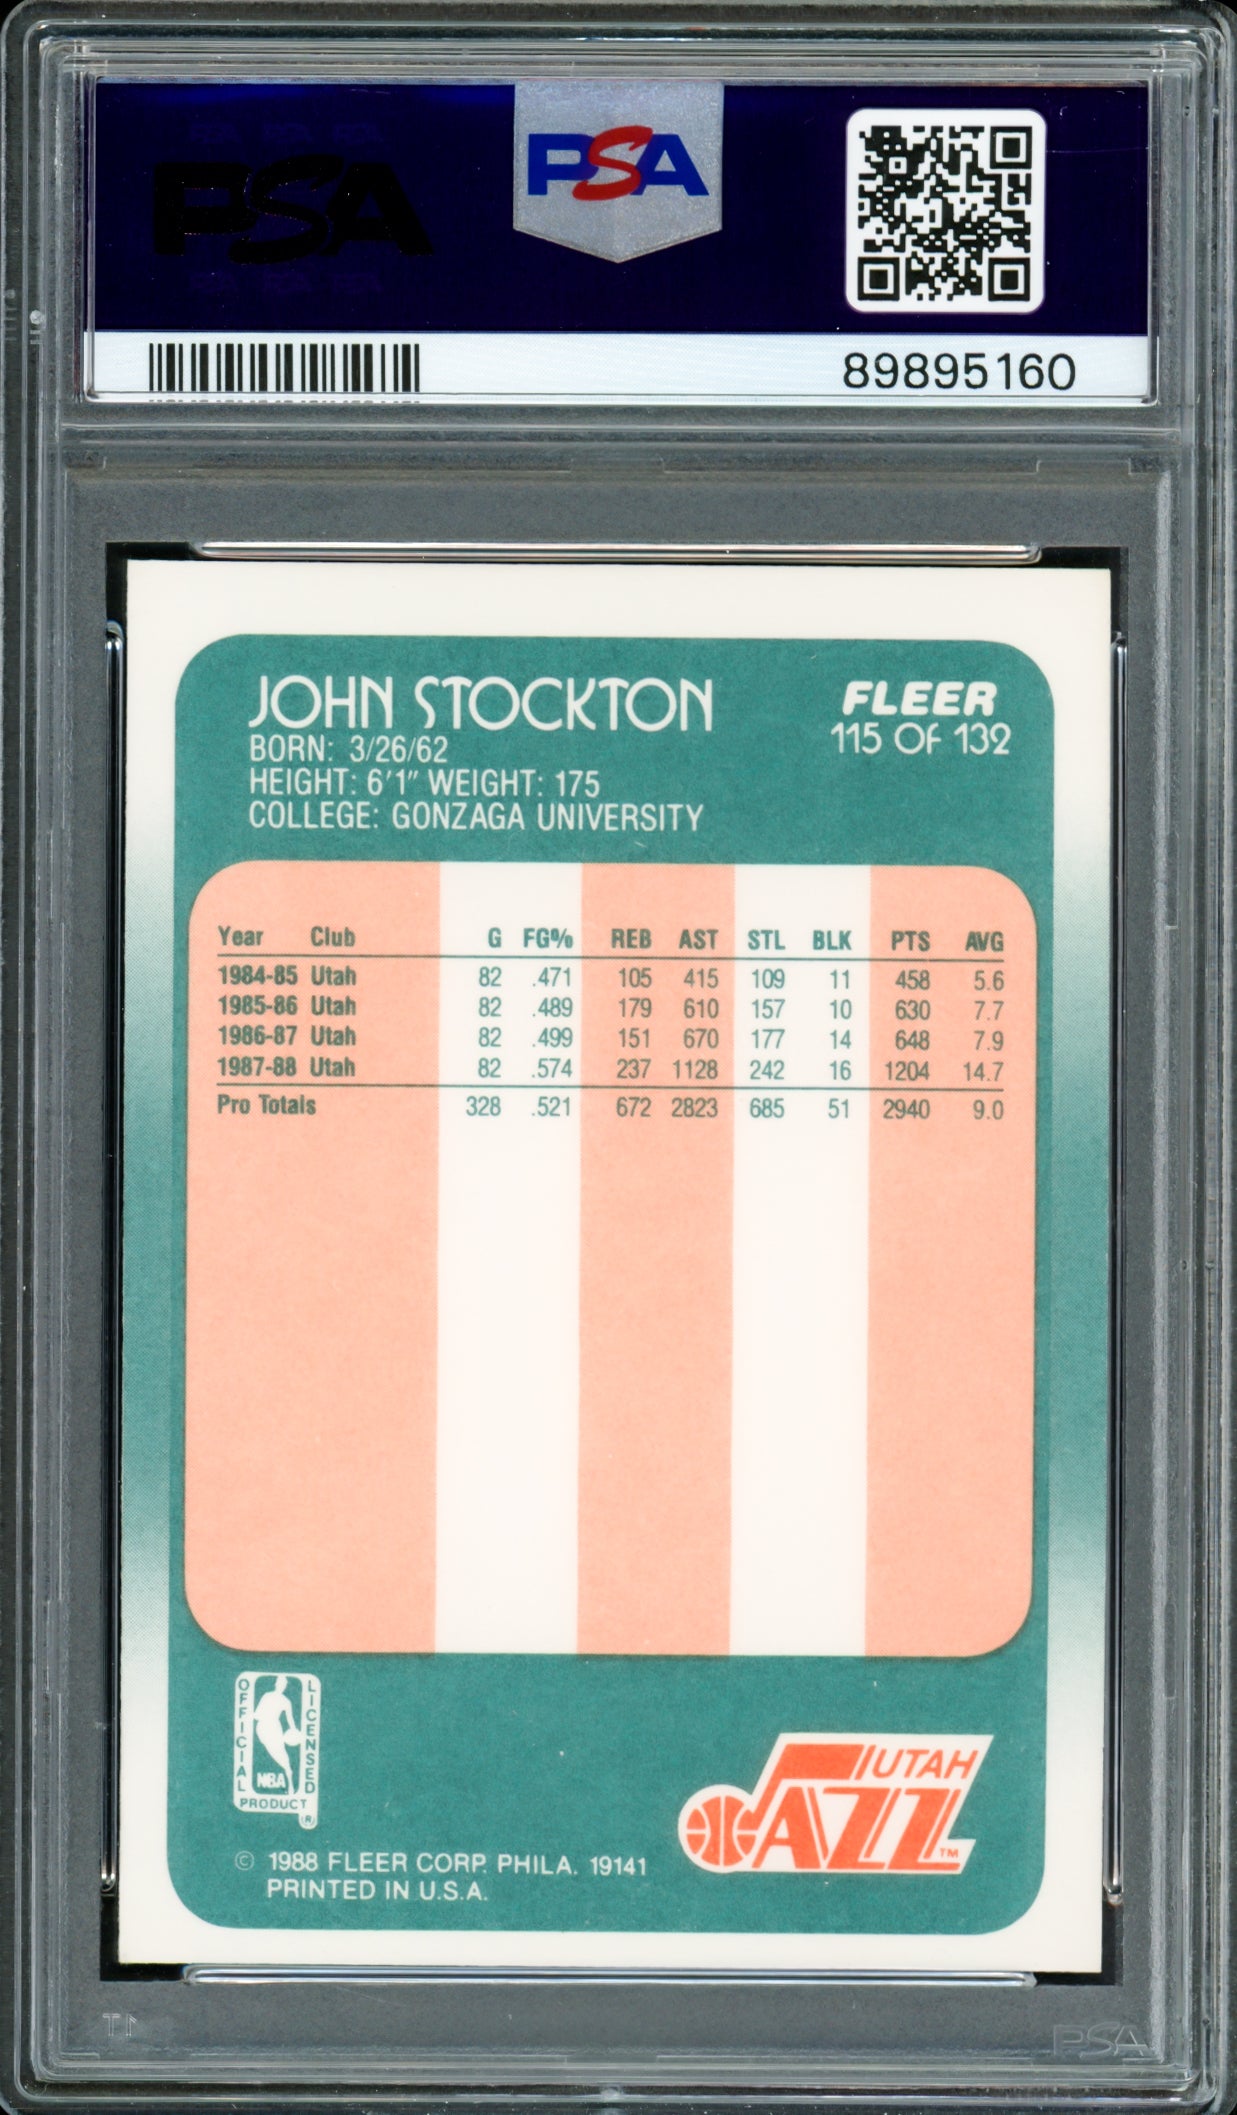 PSA
PSA
89895160
JOHN STOCKTON
FLEER
115 OF 132
BORN: 3/26/62
HEIGHT: 6'1" WEIGHT: 175
COLLEGE: GONZAGA UNIVERSITY
Year Club G FG% REB AST STL BLK PTS AVG
1984-85 Utah 82 .471 105 415 109 11 458 5.6
1985-86 Utah 82 .489 179 610 157 10 630 7.7
1986-87 Utah 82 .499 151 670 177 14 648 7.9
1987-88 Utah 82 .574 237 1128 242 16 1204 14.7
Pro Totals 328 .521 672 2823 685 51 2940 9.0
OFFICIAL LICENSED
NBA
PRODUCT
®
UTAH
JAZZ
TM
© 1988 FLEER CORP. PHILA. 19141
PRINTED IN U.S.A.
PSA